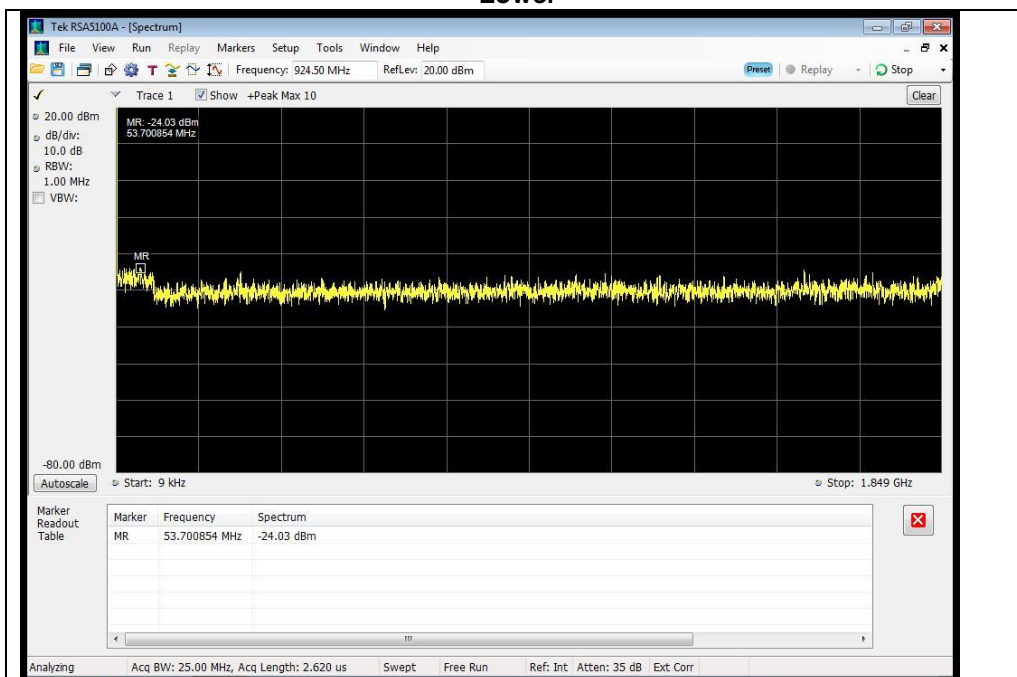 Lower
Tek RSA5100A - [Spectrum]
File View Run Replay Markers Setup Tools Window Help
T Frequency: 924.50 MHz RefLev: 20.00 dBm Preset Replay Stop
Trace 1 Show +Peak Max 10 Clear
20.00 dBm
dB/div:
10.0 dB
RBW:
1.00 MHz
VBW:
MR: -24.03 dBm
53.700854 MHz
MR
-80.00 dBm
Autoscale Start: 9 kHz Stop: 1.849 GHz
Marker
Readout
Table
Marker Frequency Spectrum
MR 53.700854 MHz -24.03 dBm
Analyzing Acq BW: 25.00 MHz, Acq Length: 2.620 us Swept Free Run Ref: Int Atten: 35 dB Ext Corr